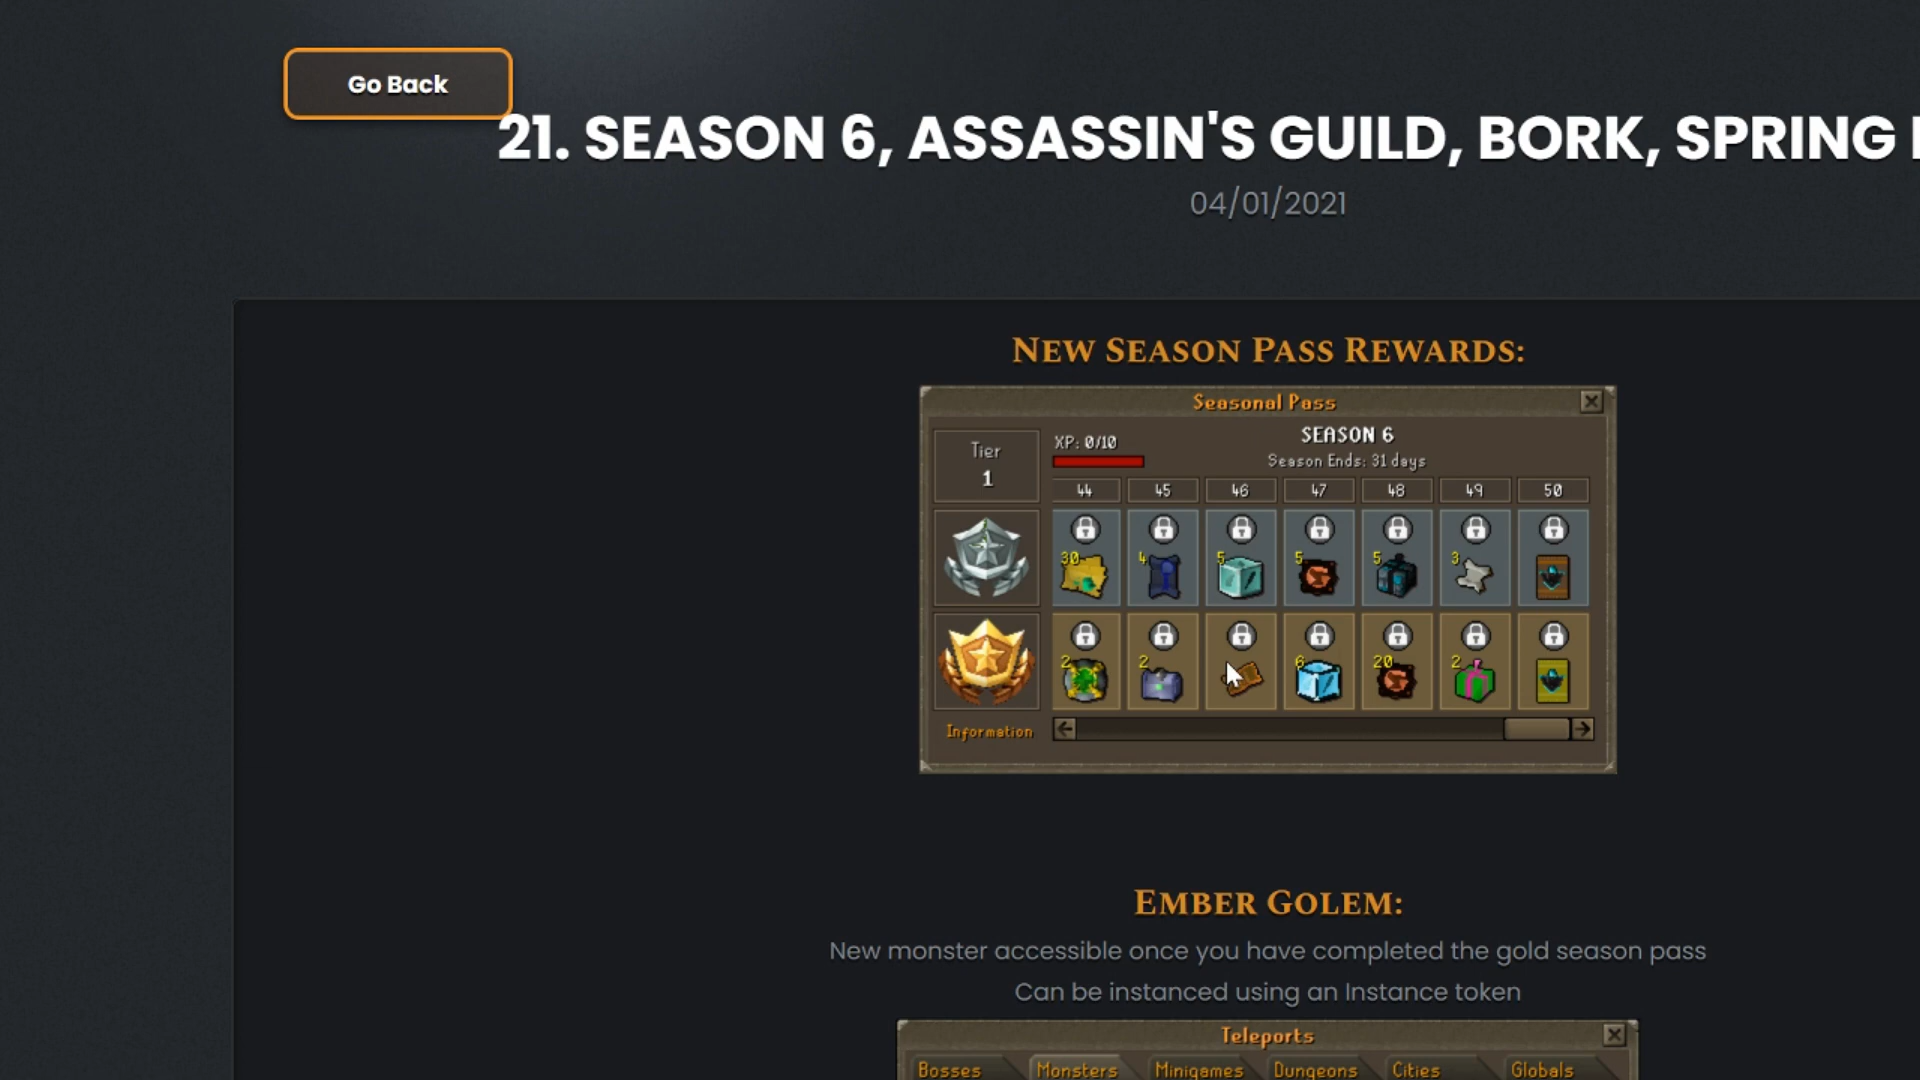 Go Back
21. SEASON 6, ASSASSIN'S GUILD, BORK, SPRING
04/01/2021
NEW SEASON PASS REWARDS:
Seasonal Pass
Tier
1
XP: 0/10
SEASON 6
Season Ends: 31 days
44 45 46 47 48 49 50
30 4 5 5 5 3
2 2 6 20 2
Information
EMBER GOLEM:
New monster accessible once you have completed the gold season pass
Can be instanced using an Instance token
Teleports
Bosses Monsters Minigames Dungeons Cities Globals